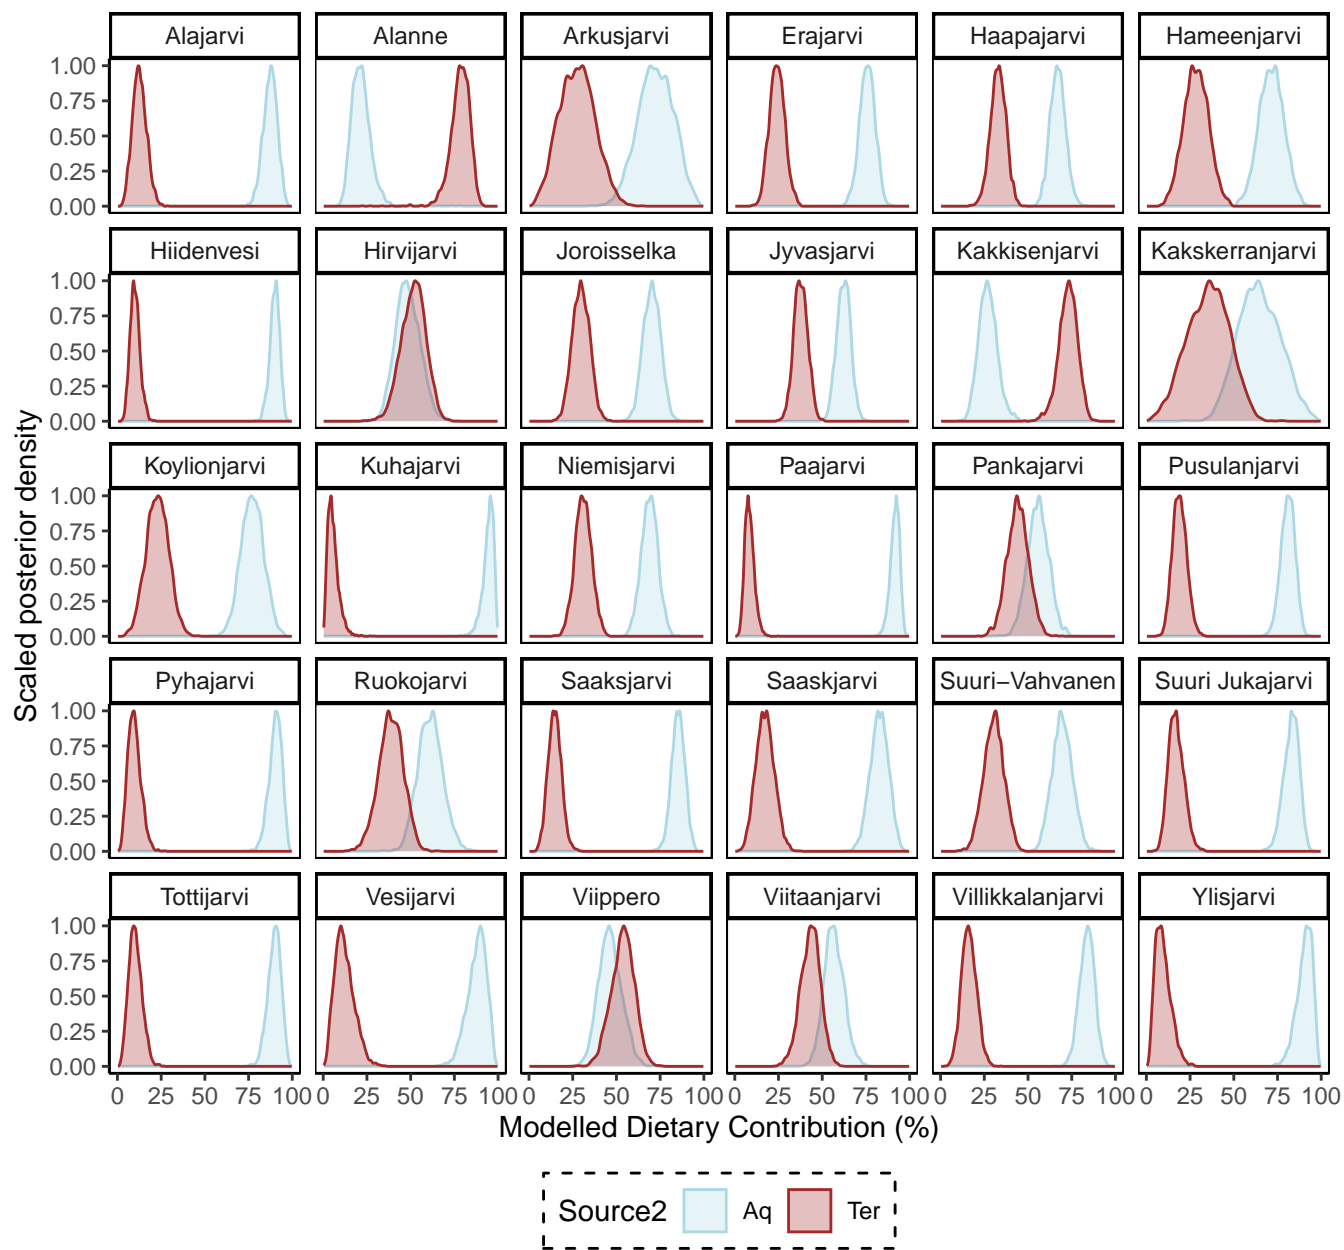 Alajarvi Alanne Arkusjarvi Erajarvi Haapajarvi Hameenjarvi
1.00
0.75
0.50
0.25
0.00
Hiidenvesi Hirvijarvi Joroisselka Jyvasjarvi Kakkisenjarvi Kakskerranjarvi
1.00
0.75
0.50
0.25
0.00
Koylionjarvi Kuhajarvi Niemisjarvi Paajarvi Pankajarvi Pusulanjarvi
1.00
0.75
0.50
0.25
0.00
Scaled posterior density
Pyhajarvi Ruokojarvi Saaksjarvi Saaskjarvi Suuri−Vahvanen Suuri Jukajarvi
1.00
0.75
0.50
0.25
0.00
Tottijarvi Vesijarvi Viippero Viitaanjarvi Villikkalanjarvi Ylisjarvi
1.00
0.75
0.50
0.25
0.00
0 25 50 75 100 0 25 50 75 100 0 25 50 75 100 0 25 50 75 100 0 25 50 75 100 0 25 50 75 100
Modelled Dietary Contribution (%)
Source2 Aq Ter